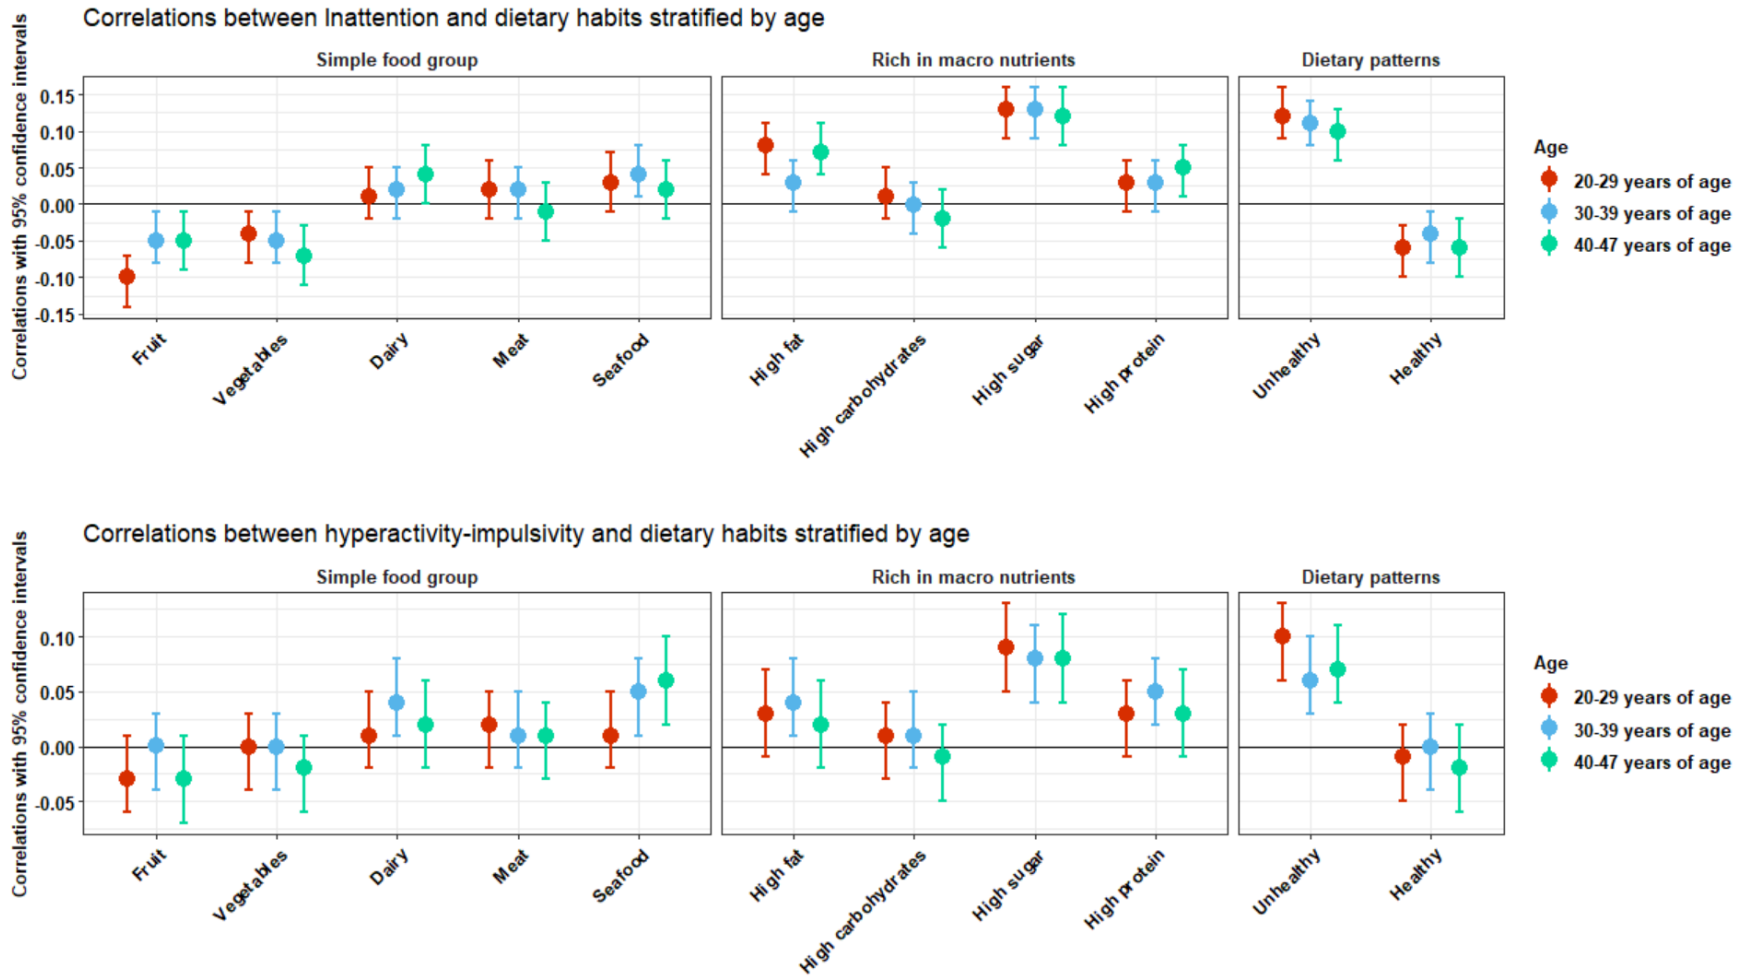 Correlations between Inattention and dietary habits stratified by age
Correlations with 95% confidence intervals
Simple food group
Rich in macro nutrients
Dietary patterns
0.15
0.10
0.05
0.00
-0.05
-0.10
-0.15
Fruit
Vegetables
Dairy
Meat
Seafood
High fat
High carbohydrates
High sugar
High protein
Unhealthy
Healthy
Age
20-29 years of age
30-39 years of age
40-47 years of age
Correlations between hyperactivity-impulsivity and dietary habits stratified by age
Correlations with 95% confidence intervals
Simple food group
Rich in macro nutrients
Dietary patterns
0.10
0.05
0.00
-0.05
Fruit
Vegetables
Dairy
Meat
Seafood
High fat
High carbohydrates
High sugar
High protein
Unhealthy
Healthy
Age
20-29 years of age
30-39 years of age
40-47 years of age